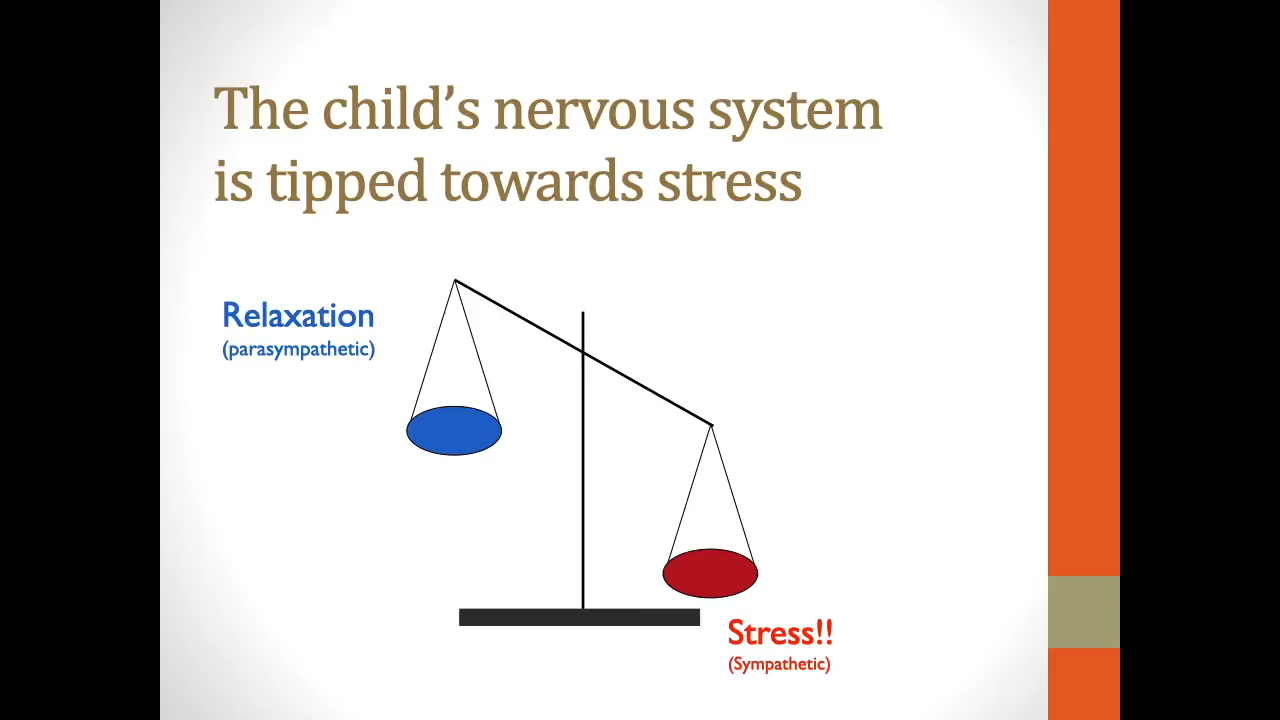 The child’s nervous system
is tipped towards stress
Relaxation
(parasympathetic)
Stress!!
(Sympathetic)